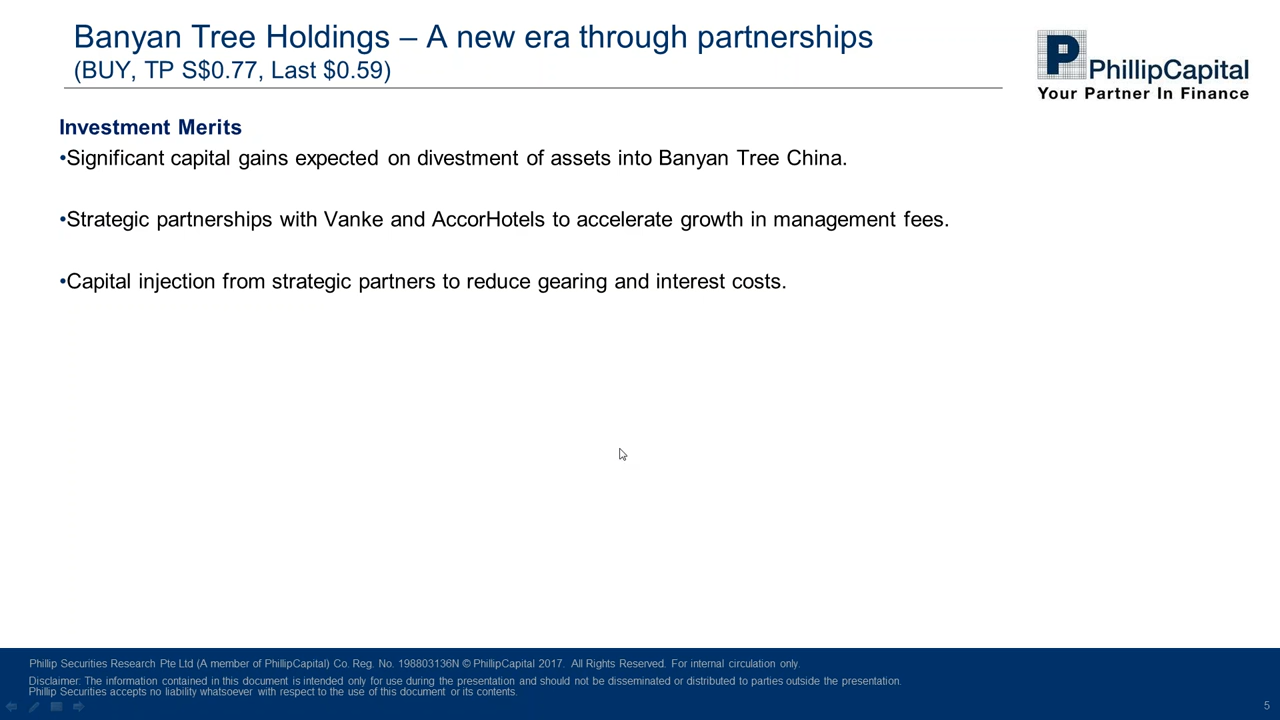 Banyan Tree Holdings – A new era through partnerships
(BUY, TP S$0.77, Last $0.59)
P PhillipCapital
Your Partner In Finance
Investment Merits
•Significant capital gains expected on divestment of assets into Banyan Tree China.
•Strategic partnerships with Vanke and AccorHotels to accelerate growth in management fees.
•Capital injection from strategic partners to reduce gearing and interest costs.
Phillip Securities Research Pte Ltd (A member of PhillipCapital) Co. Reg. No. 198803136N © PhillipCapital 2017. All Rights Reserved. For internal circulation only.
Disclaimer: The information contained in this document is intended only for use during the presentation and should not be disseminated or distributed to parties outside the presentation.
Phillip Securities accepts no liability whatsoever with respect to the use of this document or its contents.
5